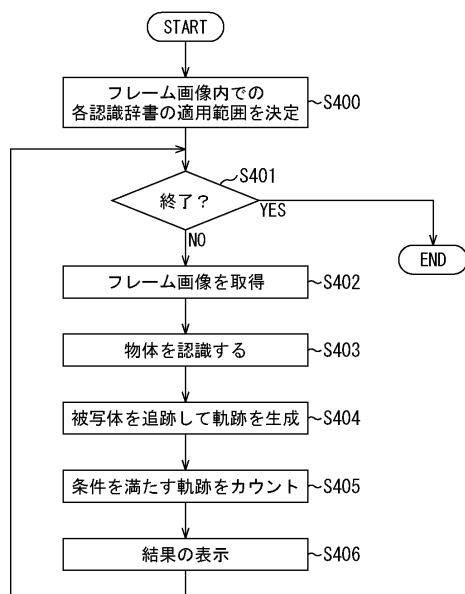 START
フレーム画像内での
各認識辞書の適用範囲を決定
S400
S401
終了？
YES
NO
END
フレーム画像を取得
S402
物体を認識する
S403
被写体を追跡して軌跡を生成
S404
条件を満たす軌跡をカウント
S405
結果の表示
S406